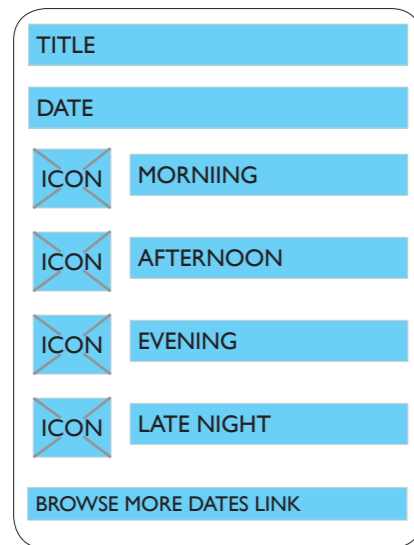 TITLE
DATE
ICON MORNIING
ICON AFTERNOON
ICON EVENING
ICON LATE NIGHT
BROWSE MORE DATES LINK